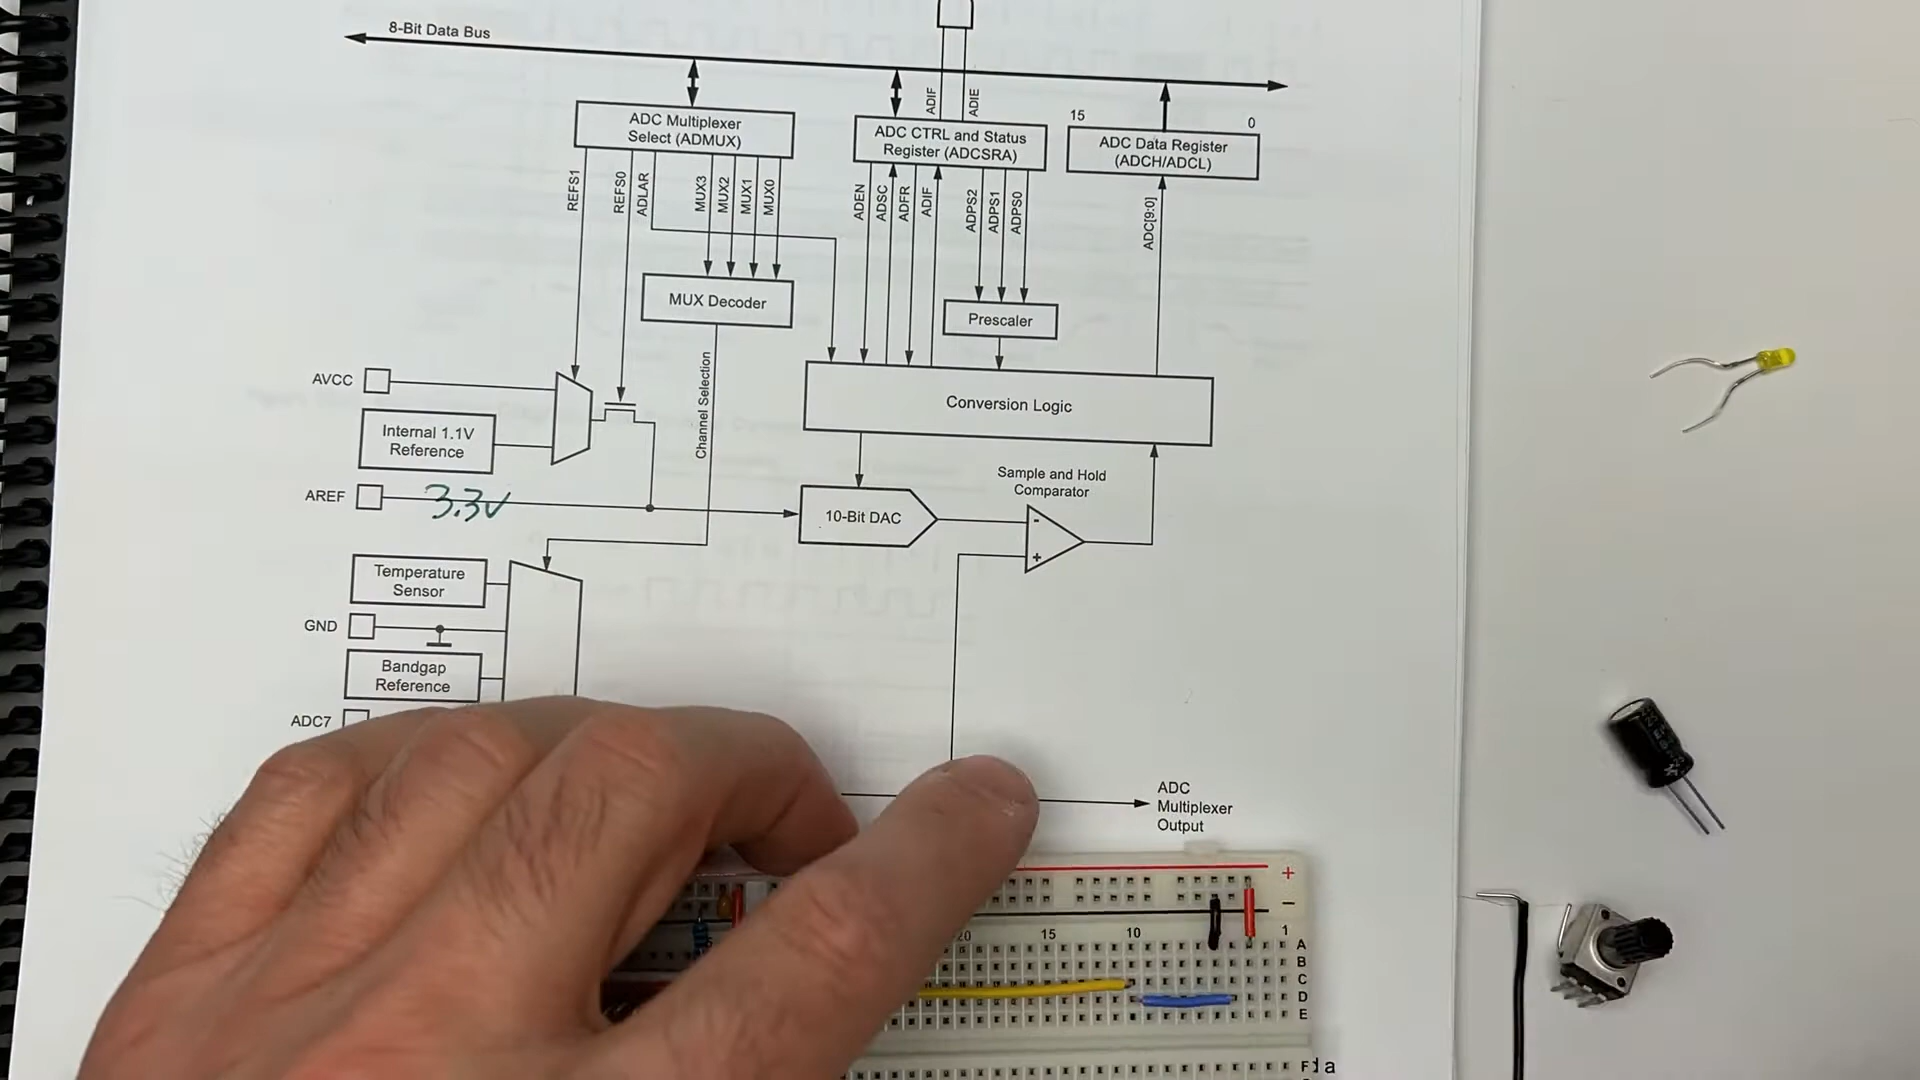 8-Bit Data Bus
ADIF
ADIE
ADC Multiplexer
Select (ADMUX)
ADC CTRL and Status
Register (ADCSRA)
15
0
ADC Data Register
(ADCH/ADCL)
REFS1
REFS0
ADLAR
MUX3
MUX2
MUX1
MUX0
ADEN
ADSC
ADFR
ADIF
ADPS2
ADPS1
ADPS0
ADC[9:0]
MUX Decoder
Prescaler
AVCC
Internal 1.1V
Reference
Channel Selection
Conversion Logic
AREF
3.3V
10-Bit DAC
Sample and Hold
Comparator
-
+
Temperature
Sensor
GND
Bandgap
Reference
ADC7
ADC
Multiplexer
Output
+
−
20
15
10
1
A
B
C
D
E
F